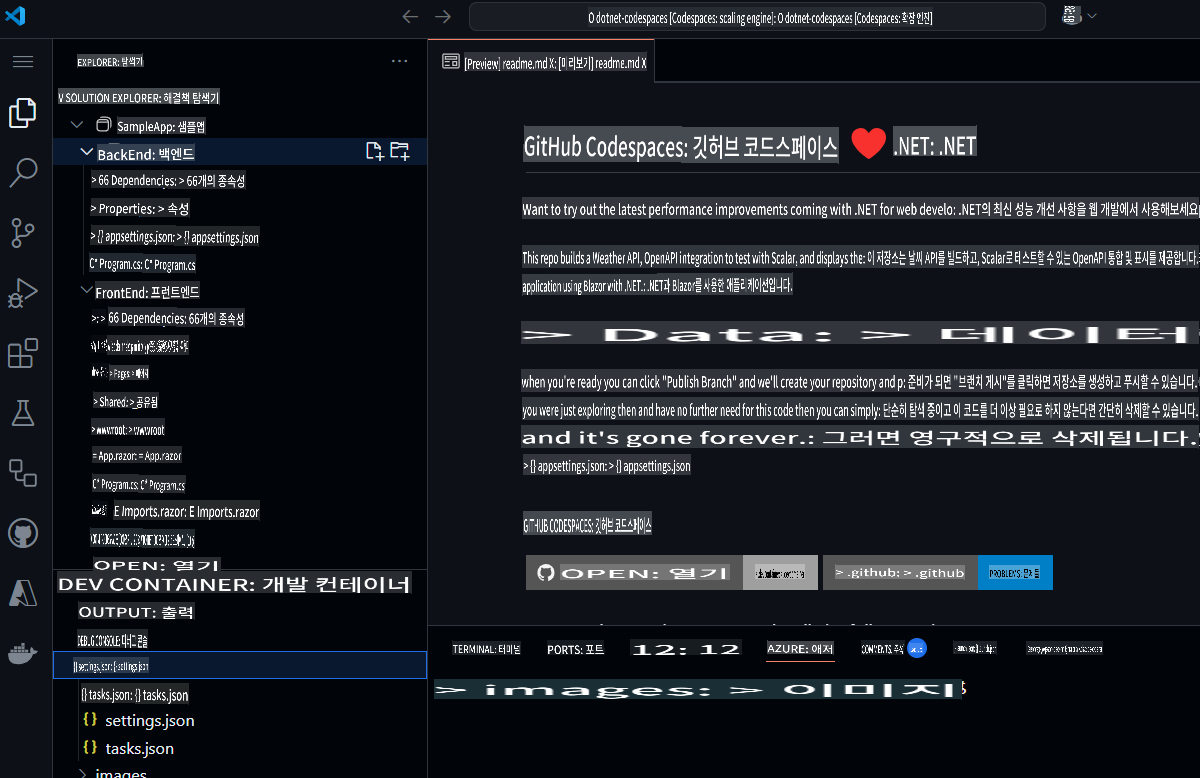 O dotnet-codespaces [Codespaces: scaling engine]: O dotnet-codespaces [Codespaces: 확장 엔진]
EXPLORER: 탐색기
V SOLUTION EXPLORER: 해결책 탐색기
SampleApp: 샘플앱
BackEnd: 백엔드
> 66 Dependencies: > 66개의 종속성
> Properties: > 속성
> {} appsettings.json: > {} appsettings.json
C* Program.cs: C* Program.cs
FrontEnd: 프런트엔드
>: > 66 Dependencies: 66개의 종속성
> Pages: >
> Shared: > 공유됨
> wwwroot: > wwwroot
= App.razor: = App.razor
C* Program.cs: C* Program.cs
E Imports.razor: E Imports.razor
OPEN: 열기
DEV CONTAINER: 개발 컨테이너
OUTPUT: 출력
DEBUG CONSOLE: 디버그 콘솔
{} settings.json: {} settings.json
{} tasks.json: {} tasks.json
{} settings.json
{} tasks.json
> images
[Preview] readme.md X: [미리보기] readme.md X
GitHub Codespaces: 깃허브 코드스페이스 ♥ .NET: .NET
Want to try out the latest performance improvements coming with .NET for web develo: .NET의 최신 성능 개선 사항을 웹 개발에서 사용해보세요
This repo builds a Weather API, OpenAPI integration to test with Scalar, and displays the: 이 저장소는 날씨 API를 빌드하고, Scalar로 테스트할 수 있는 OpenAPI 통합 및 표시를 제공합니다.
application using Blazor with .NET.: .NET과 Blazor를 사용한 애플리케이션입니다.
> Data: > 데이터
when you're ready you can click "Publish Branch" and we'll create your repository and p: 준비가 되면 "브랜치 게시"를 클릭하면 저장소를 생성하고 푸시할 수 있습니다.
you were just exploring then and have no further need for this code then you can simply: 단순히 탐색 중이고 이 코드를 더 이상 필요로 하지 않는다면 간단히 삭제할 수 있습니다.
and it's gone forever.: 그러면 영구적으로 삭제됩니다.
> {} appsettings.json: > {} appsettings.json
GITHUB CODESPACES: 깃허브 코드스페이스
OPEN: 열기
> .github: > .github
PROBLEMS: 문제들
TERMINAL: 터미널
PORTS: 포트
12: 12
AZURE: 애저
COMMENTS: 주석
> images: > 이미지